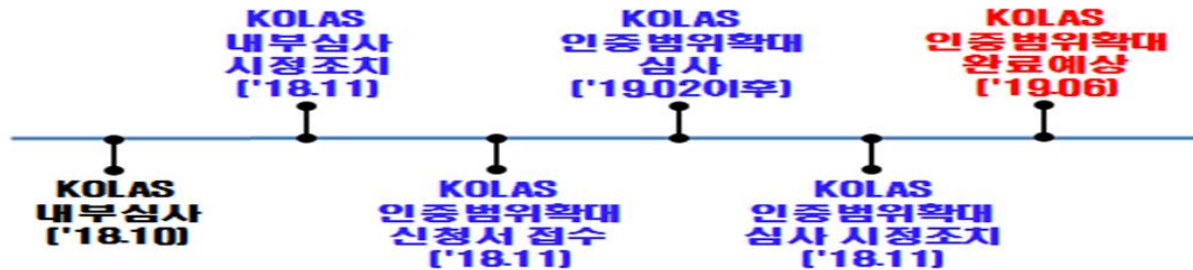 KOLAS
내부심사
시정조치
('18-11)
KOLAS
인증범위확대
심사
('19-02이후)
KOLAS
인증범위확대
완료예상
('19-06)
KOLAS
내부심사
('18-10)
KOLAS
인증범위확대
신청서 접수
('18-11)
KOLAS
인증범위확대
심사 시정조치
('18-11)